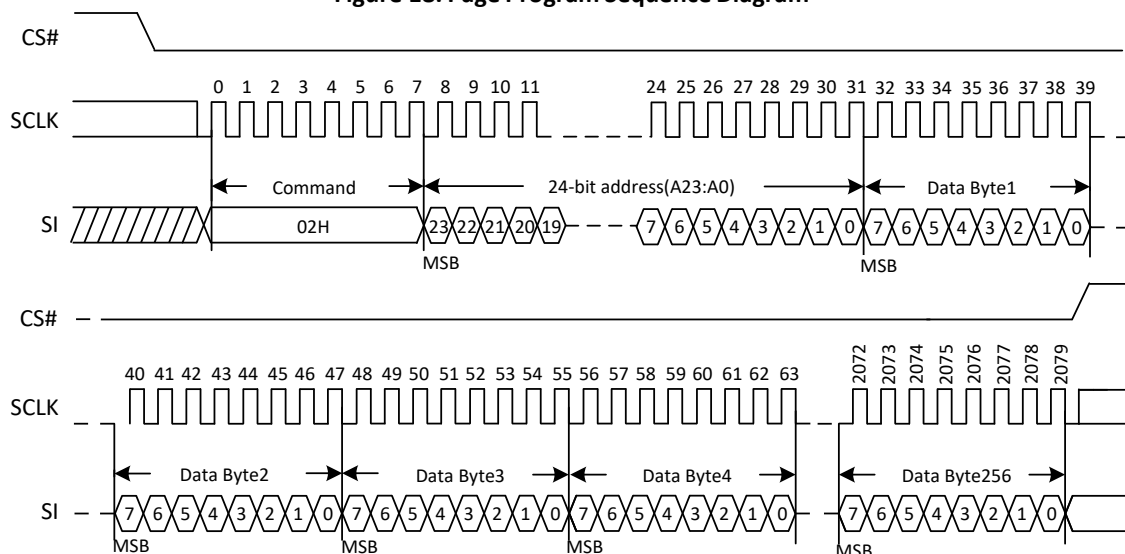 Figure 28. Page Program Sequence Diagram
CS#
0 1 2 3 4 5 6 7 8 9 10 11 24 25 26 27 28 29 30 31 32 33 34 35 36 37 38 39
SCLK
Command 24-bit address(A23:A0) Data Byte1
SI 02H 23 22 21 20 19 7 6 5 4 3 2 1 0 7 6 5 4 3 2 1 0
MSB MSB
CS#
40 41 42 43 44 45 46 47 48 49 50 51 52 53 54 55 56 57 58 59 60 61 62 63 2072 2073 2074 2075 2076 2077 2078 2079
SCLK
Data Byte2 Data Byte3 Data Byte4 Data Byte256
SI 7 6 5 4 3 2 1 0 7 6 5 4 3 2 1 0 7 6 5 4 3 2 1 0 7 6 5 4 3 2 1 0
MSB MSB MSB MSB